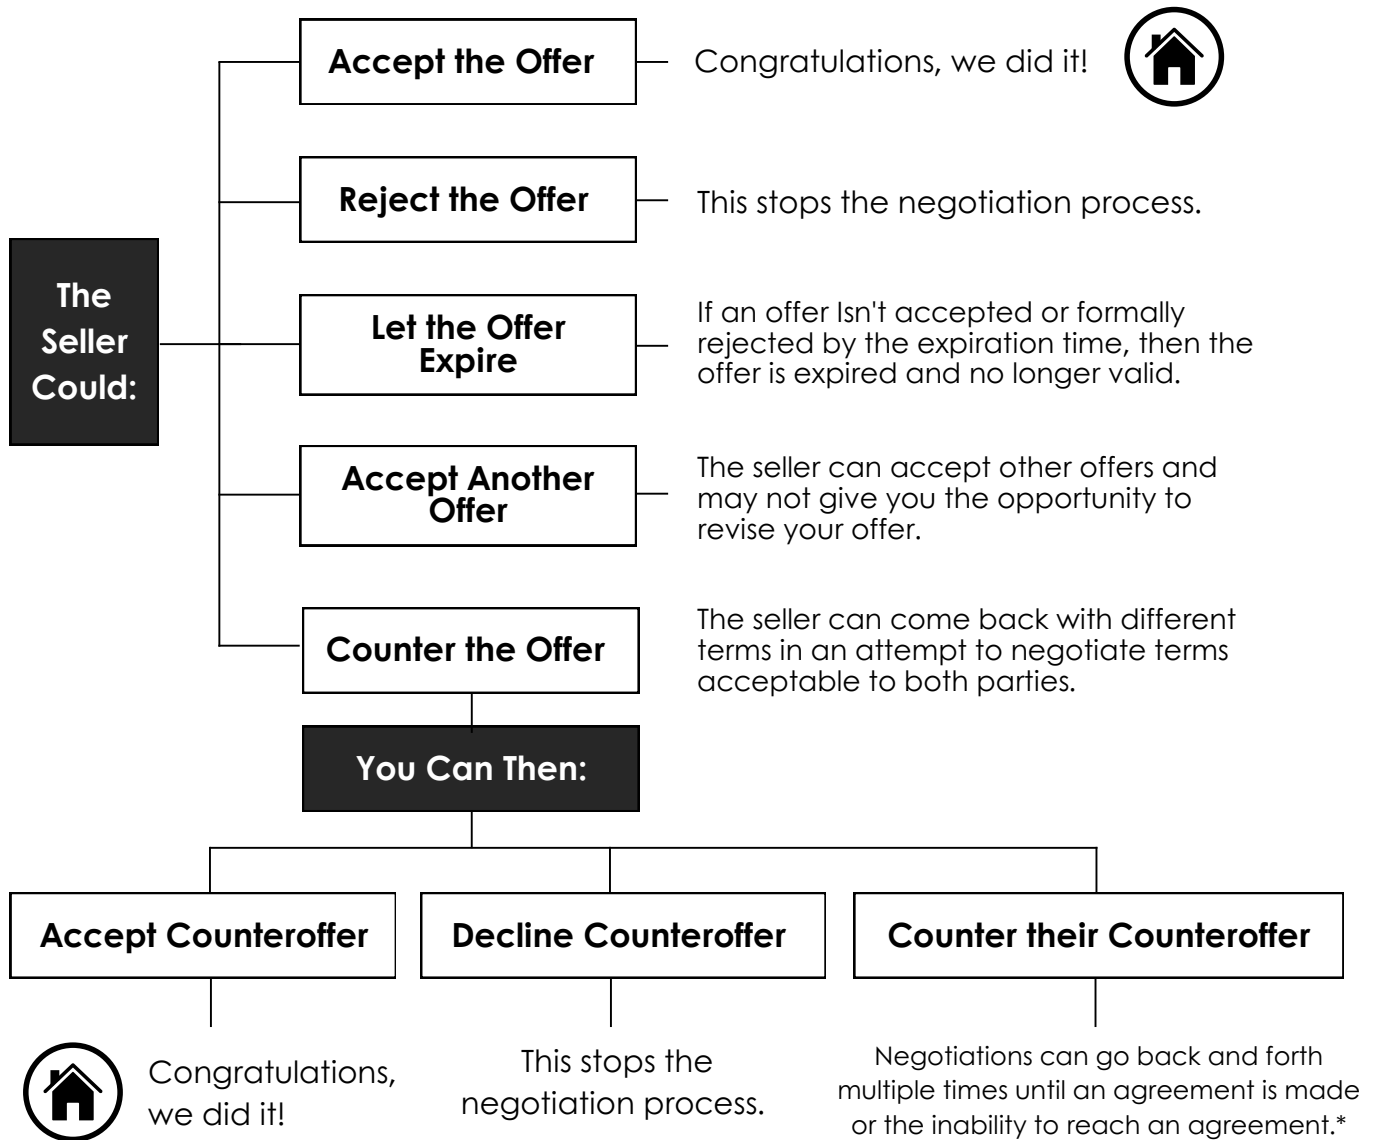 Accept the Offer
Congratulations, we did it!
Reject the Offer
This stops the negotiation process.
The
Seller
Could:
Let the Offer
Expire
If an offer Isn't accepted or formally
rejected by the expiration time, then the
offer is expired and no longer valid.
Accept Another
Offer
The seller can accept other offers and
may not give you the opportunity to
revise your offer.
Counter the Offer
The seller can come back with different
terms in an attempt to negotiate terms
acceptable to both parties.
You Can Then:
Accept Counteroffer
Decline Counteroffer
Counter their Counteroffer
Congratulations,
we did it!
This stops the
negotiation process.
Negotiations can go back and forth
multiple times until an agreement is made
or the inability to reach an agreement.*